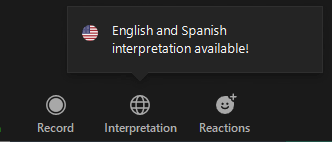 English and Spanish
interpretation available!
Record
Interpretation
Reactions